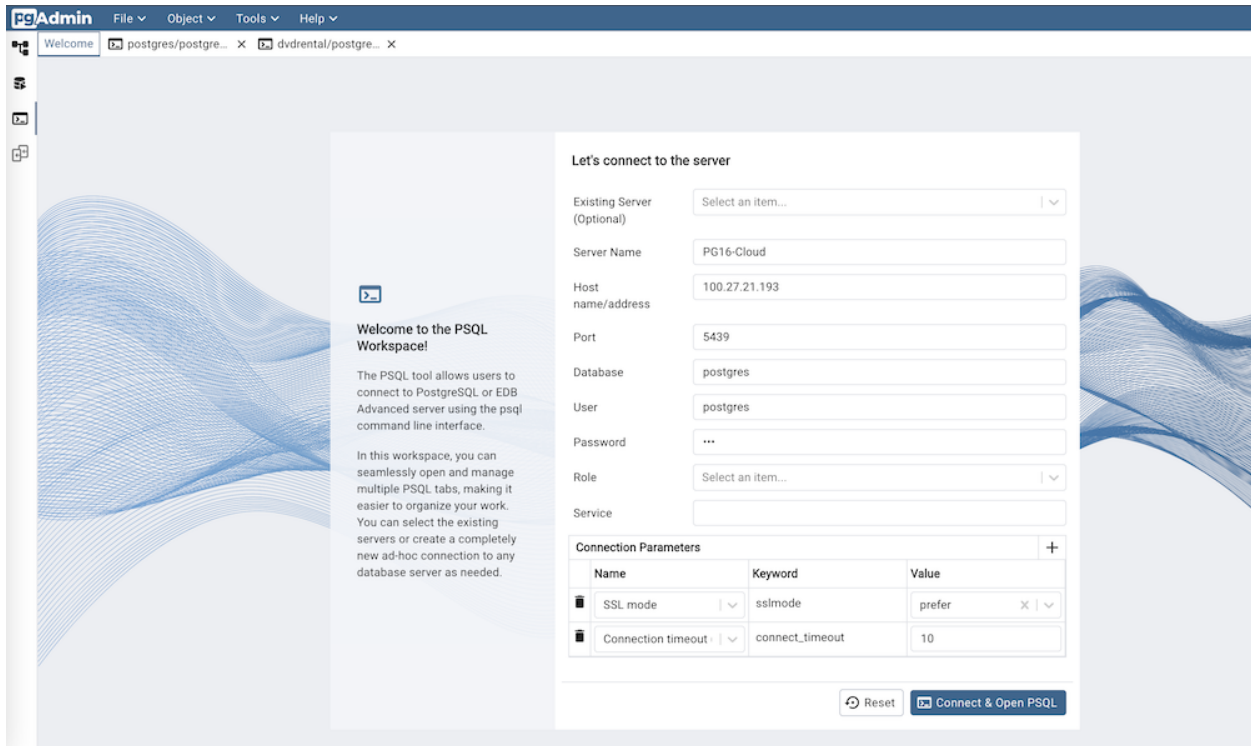 pgAdmin File Object Tools Help
Welcome postgres/postgre... dvdrental/postgre...
Let's connect to the server
Existing Server
(Optional)
Select an item...
Server Name
PG16-Cloud
Host
name/address
100.27.21.193
Port
5439
Database
postgres
User
postgres
Password
•••
Role
Select an item...
Service
Welcome to the PSQL
Workspace!
The PSQL tool allows users to
connect to PostgreSQL or EDB
Advanced server using the psql
command line interface.
In this workspace, you can
seamlessly open and manage
multiple PSQL tabs, making it
easier to organize your work.
You can select the existing
servers or create a completely
new ad-hoc connection to any
database server as needed.
Connection Parameters
Name Keyword Value
SSL mode sslmode prefer
Connection timeout connect_timeout 10
Reset Connect & Open PSQL